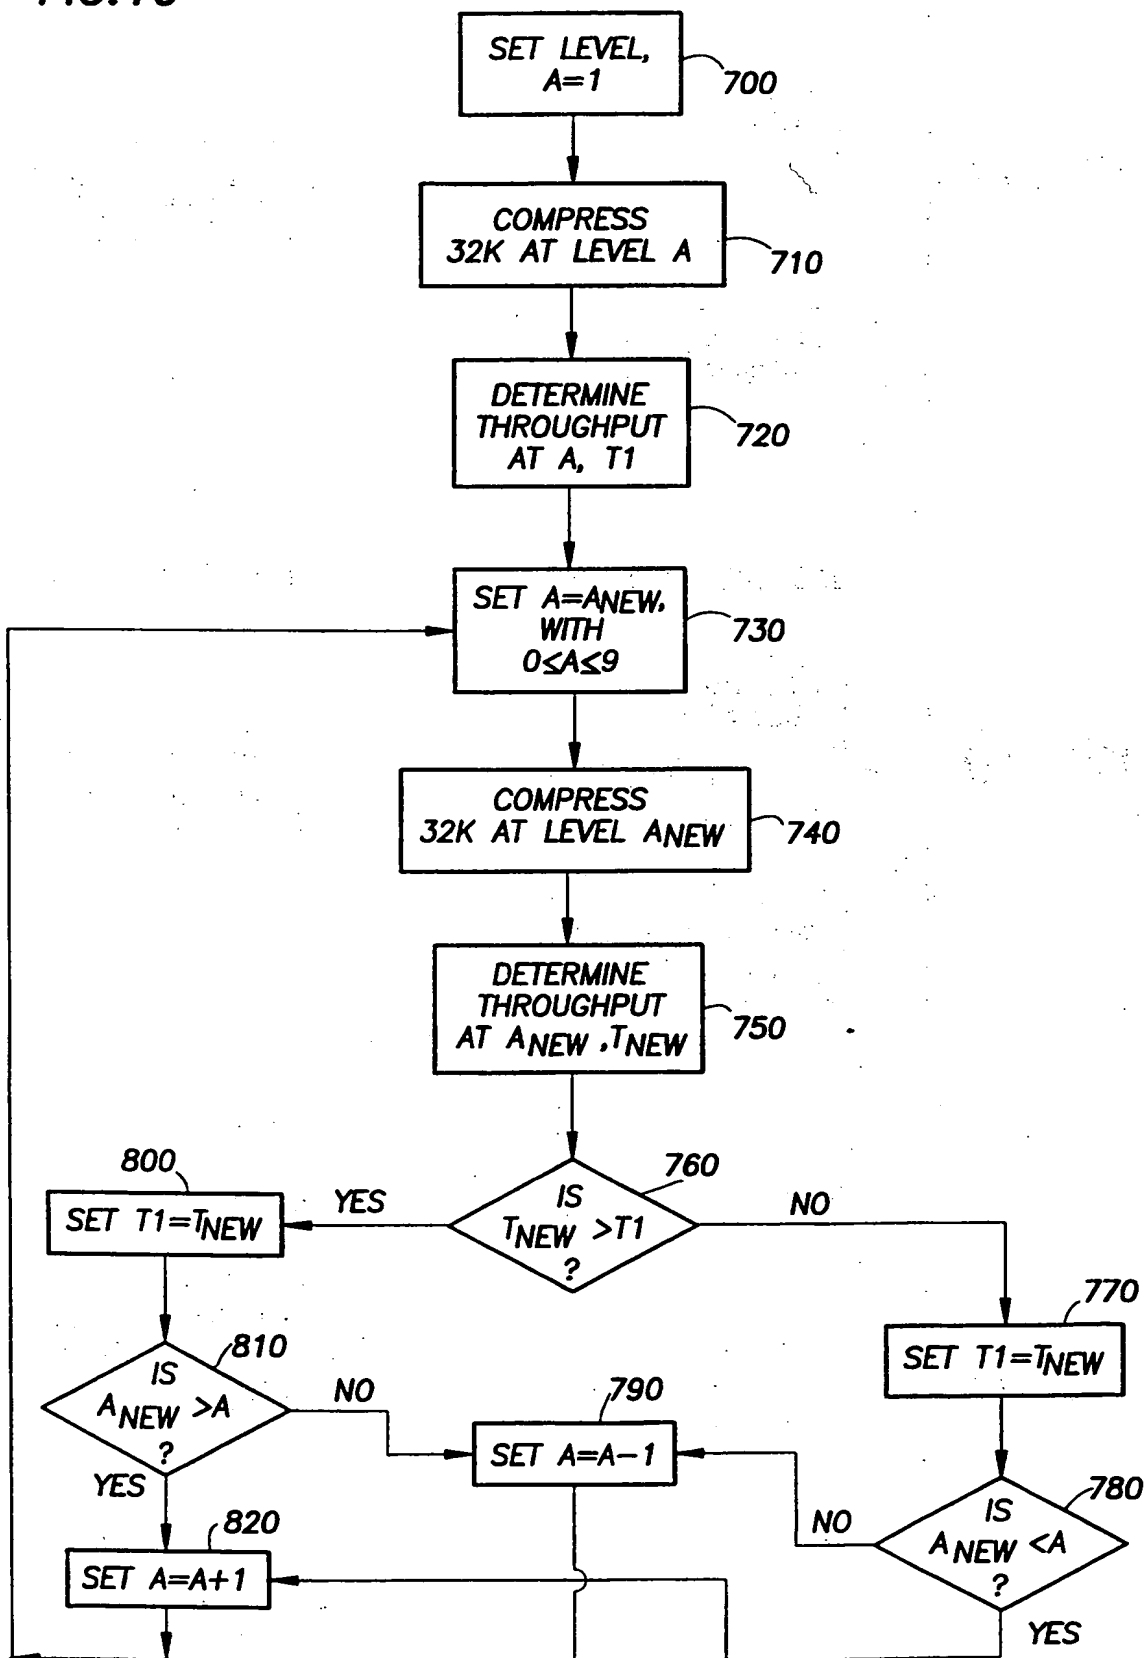 SET LEVEL,
A=1
700
COMPRESS
32K AT LEVEL A
710
DETERMINE
THROUGHPUT
AT A, T1
720
SET A=ANEW,
WITH
0≤A≤9
730
COMPRESS
32K AT LEVEL ANEW
740
DETERMINE
THROUGHPUT
AT ANEW ,TNEW
750
760
IS
TNEW >T1
?
YES
NO
800
SET T1=TNEW
770
SET T1=TNEW
810
IS
ANEW >A
?
NO
YES
790
SET A=A-1
780
IS
ANEW <A
?
NO
YES
820
SET A=A+1